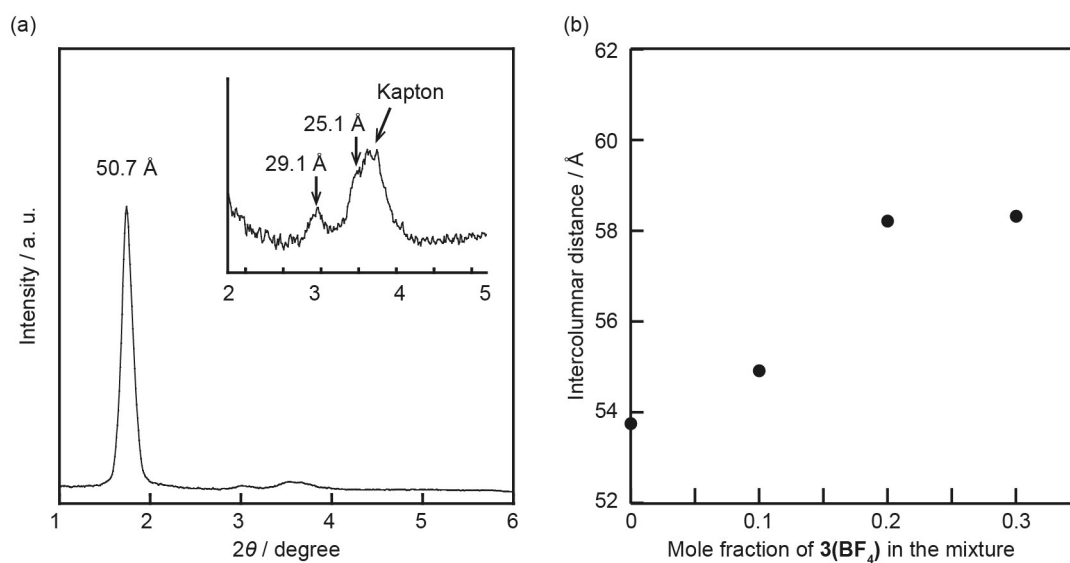 (a)
Intensity / a. u.
50.7 Å
29.1 Å
25.1 Å
Kapton
2 3 4 5
1 2 3 4 5 6
2θ / degree
(b)
Intercolumnar distance / Å
62
60
58
56
54
52
0 0.1 0.2 0.3
Mole fraction of 3(BF₄) in the mixture